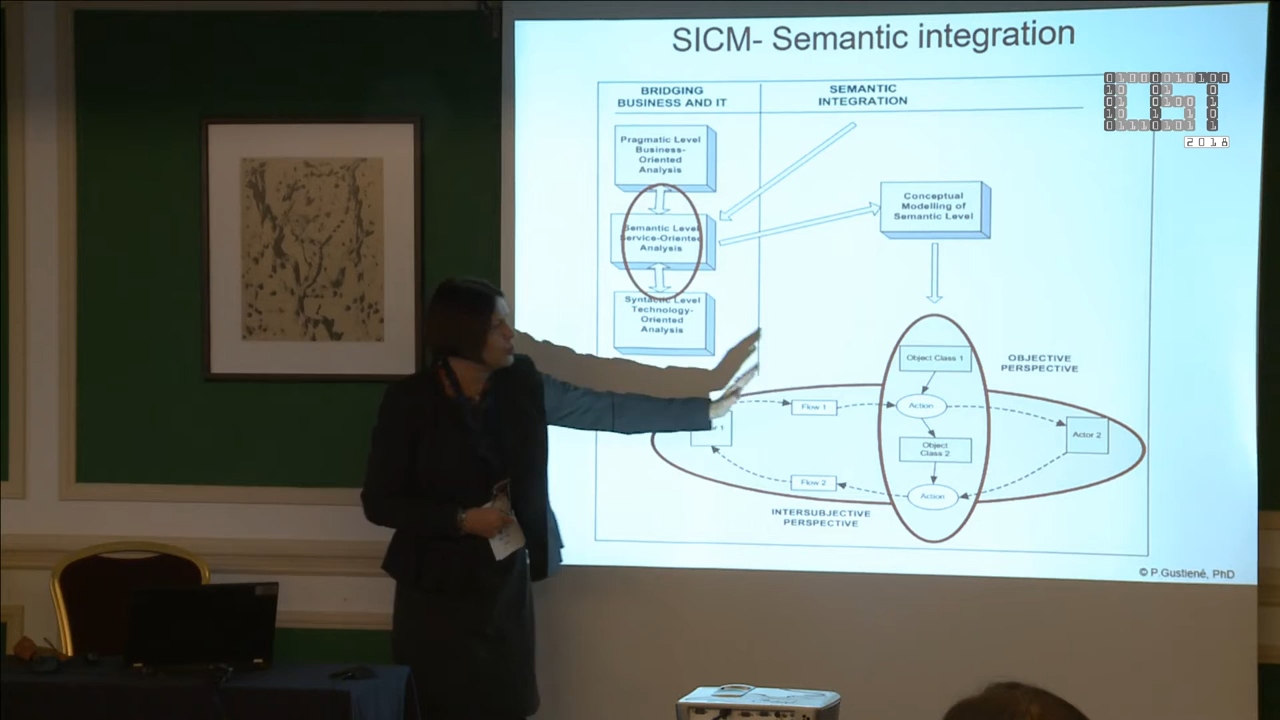 SICM- Semantic integration
BRIDGING
BUSINESS AND IT
SEMANTIC
INTEGRATION
Pragmatic Level
Business-
Oriented
Analysis
Semantic Level
Service-Oriented
Analysis
Syntactic Level
Technology-
Oriented
Analysis
Conceptual
Modelling of
Semantic Level
Object Class 1
OBJECTIVE
PERSPECTIVE
Flow 1
Action
Actor 2
Object
Class 2
Flow 2
Action
INTERSUBJECTIVE
PERSPECTIVE
© P.Gustienė, PhD
2018